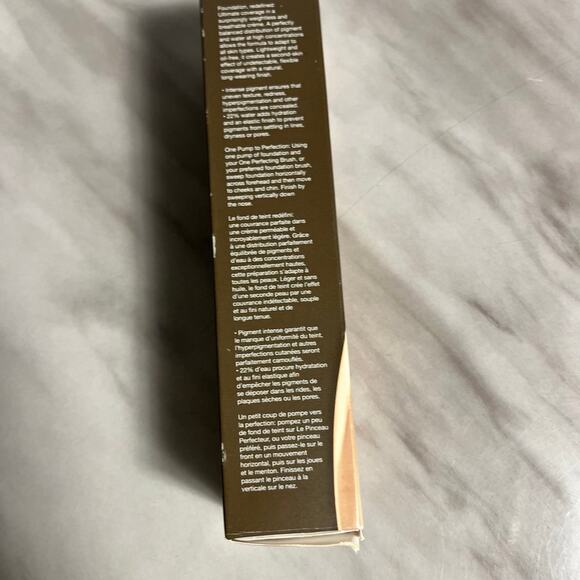 Foundation, redefined:
Ultimate coverage in a
surprisingly weightless and
breathable crème. A perfectly
balanced distribution of pigment
and water at high concentrations
allows the formula to adapt to
all skin types. Lightweight and
oil-free, it creates a second-skin
effect of undetectable, flexible
coverage with a natural,
long-wearing finish.
• Intense pigment ensures that
uneven texture, redness,
hyperpigmentation and other
imperfections are concealed.
• 22% water adds hydration
and an elastic finish to prevent
pigments from settling in lines,
dryness or pores.
One Pump to Perfection: Using
one pump of foundation and
your One Perfecting Brush, or
your preferred foundation brush,
sweep foundation horizontally
across forehead and then move
to cheeks and chin. Finish by
sweeping vertically down
the nose.
Le fond de teint redéfini:
une couvrance parfaite dans
une crème perméable et
incroyablement légère. Grâce
à une distribution parfaitement
équilibrée de pigments et
d'eau à des concentrations
exceptionnellement hautes,
cette préparation s'adapte à
toutes les peaux. Léger et sans
huile, le fond de teint crée l'effet
d'une seconde peau par une
couvrance indétectable, souple
et au fini naturel et de
longue tenue.
• Pigment intense garantit que
le manque d'uniformité du teint,
l'hyperpigmentation et autres
imperfections cutanées seront
parfaitement camouflés.
• 22% d'eau procure hydratation
et au fini elastique afin
d'empêcher les pigments de
se déposer dans les rides, les
plaques sèches ou les pores.
Un petit coup de pompe vers
la perfection: pompez un peu
de fond de teint sur Le Pinceau
Perfecteur, ou votre pinceau
préféré, puis passez-le sur le
front en un mouvement
horizontal, puis sur les joues
et le menton. Finissez en
passant le pinceau à la
verticale sur le nez.